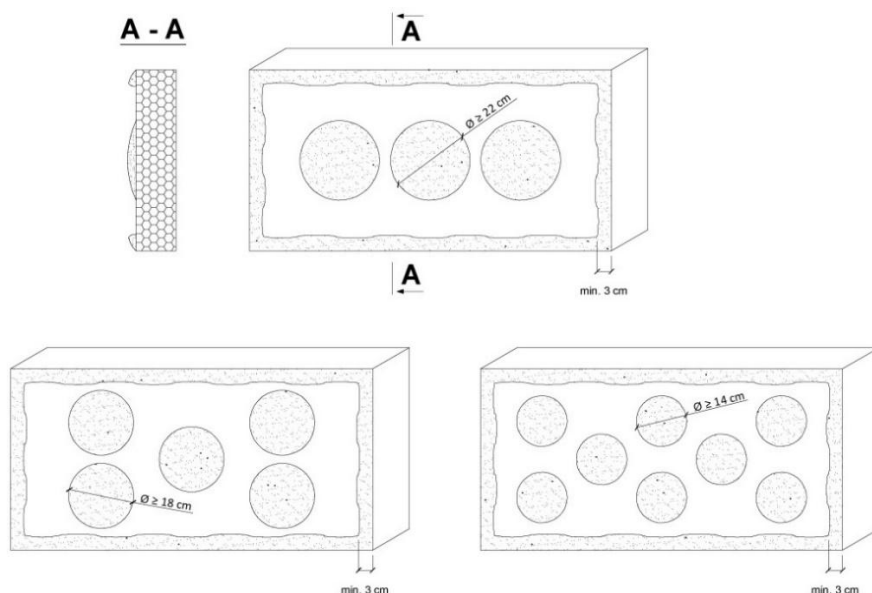 A - A
A
Ø ≥ 22 cm
A
min. 3 cm
Ø ≥ 18 cm
min. 3 cm
Ø ≥ 14 cm
min. 3 cm